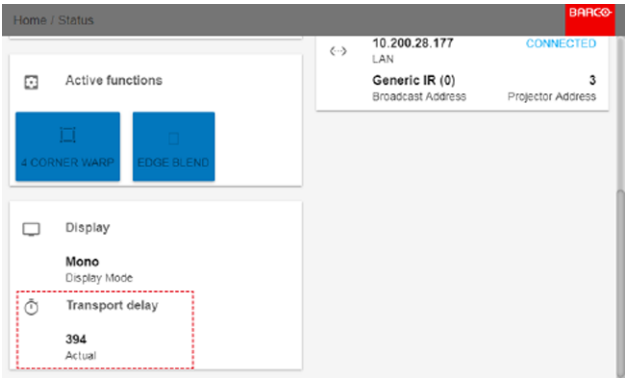 Home / Status
BARCO
Active functions
4 CORNER WARP
EDGE BLEND
Display
Mono
Display Mode
Transport delay
394
Actual
10.200.28.177 CONNECTED
LAN
Generic IR (0) 3
Broadcast Address Projector Address